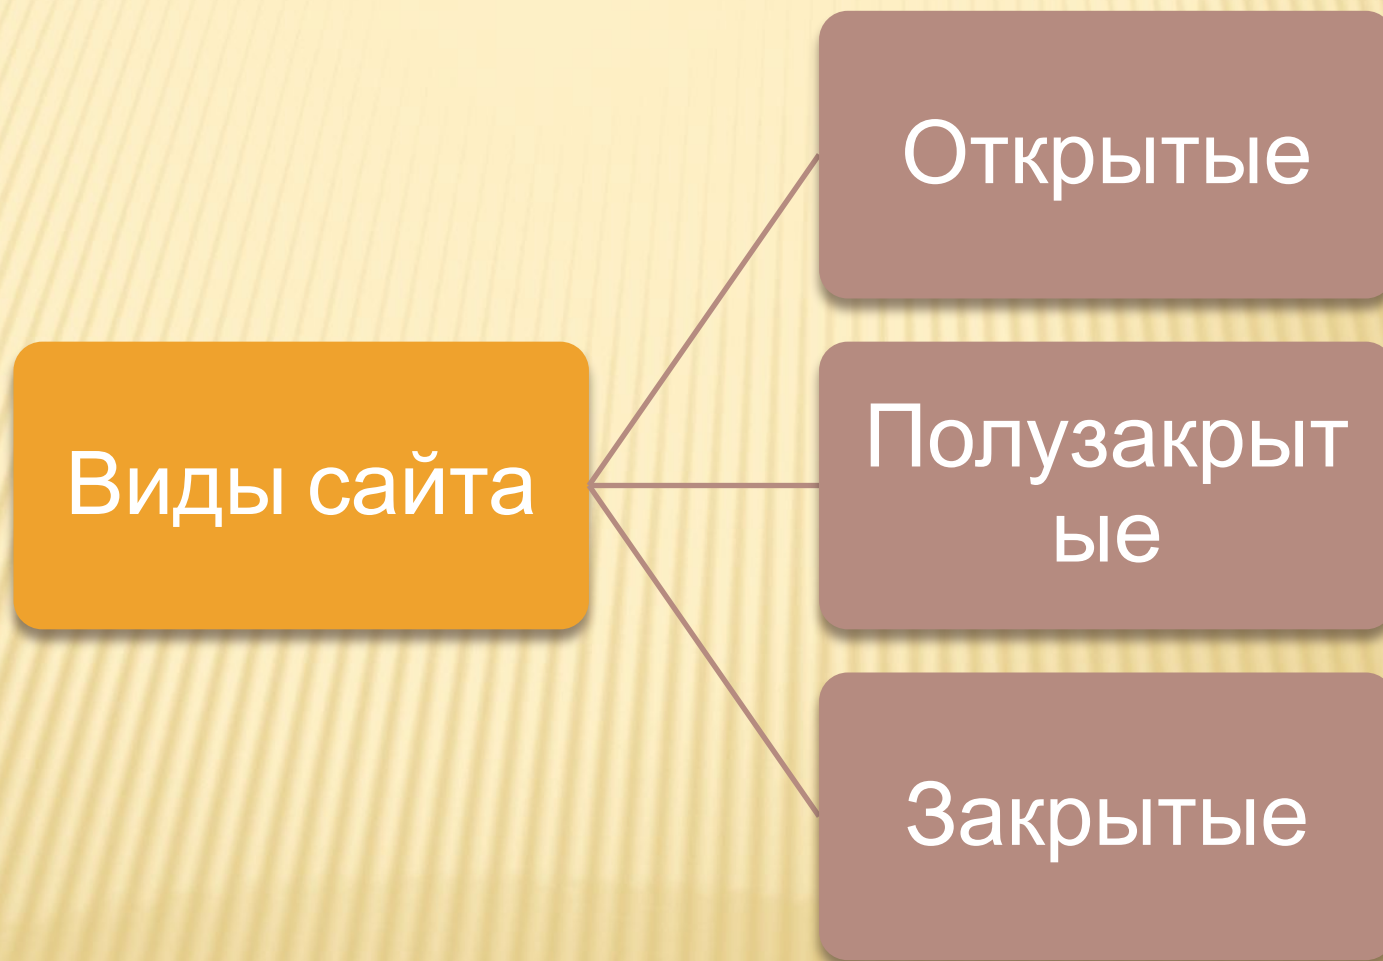 Открытые
Виды сайта
Полузакрыт
ые
Закрытые